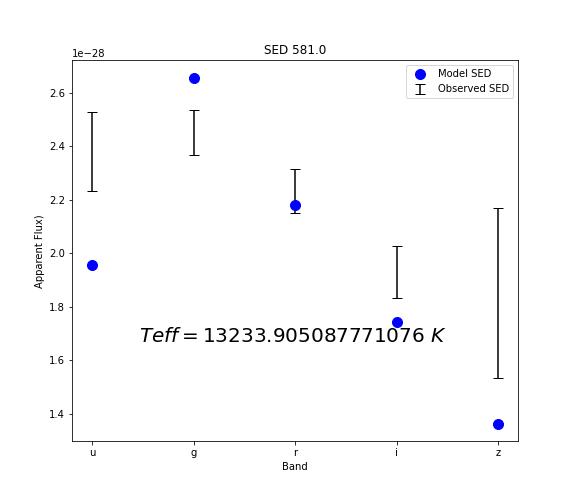 SED 581.0
1e−28
Model SED
Observed SED
2.6
2.4
2.2
2.0
1.8
1.6
1.4
Apparent Flux)
Teff = 13233.905087771076 K
u g r i z
Band